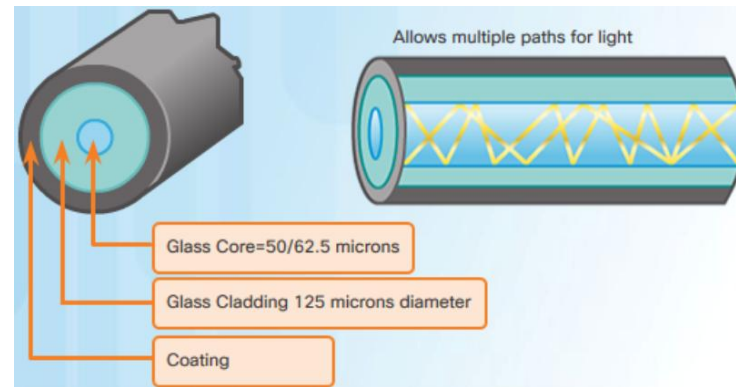 Allows multiple paths for light
Glass Core=50/62.5 microns
Glass Cladding 125 microns diameter
Coating